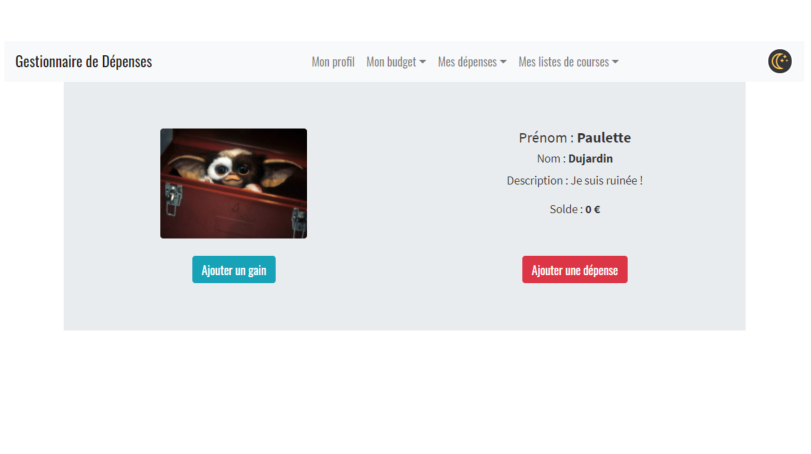 Gestionnaire de Dépenses
Mon profil Mon budget Mes dépenses Mes listes de courses
Prénom : Paulette
Nom : Dujardin
Description : Je suis ruinée !
Solde : 0 €
Ajouter un gain
Ajouter une dépense